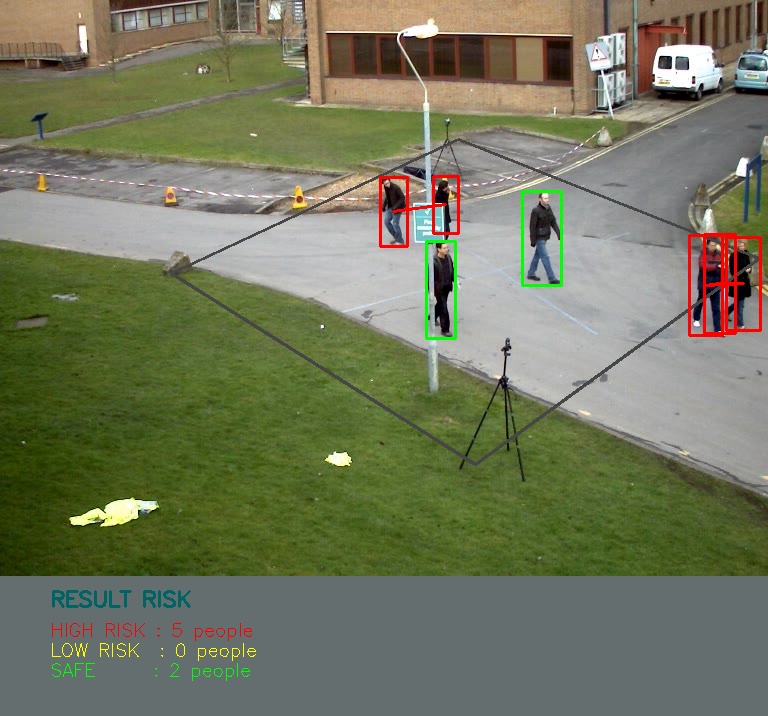 RESULT RISK
HIGH RISK : 5 people
LOW RISK : 0 people
SAFE : 2 people